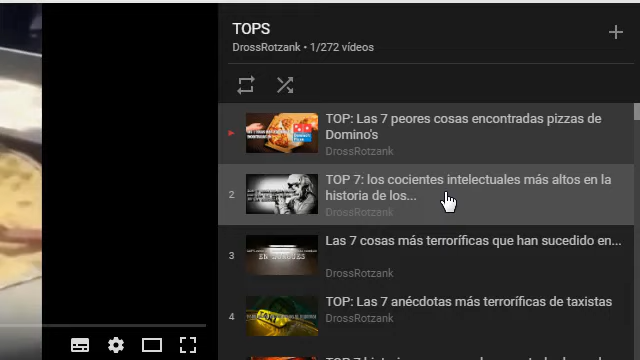 TOPS
DrossRotzank • 1/272 vídeos
TOP: Las 7 peores cosas encontradas pizzas de
Domino's
DrossRotzank
2
TOP 7: los cocientes intelectuales más altos en la
historia de los...
DrossRotzank
3
Las 7 cosas más terroríficas que han sucedido en...
DrossRotzank
4
TOP: Las 7 anécdotas más terroríficas de taxistas
DrossRotzank